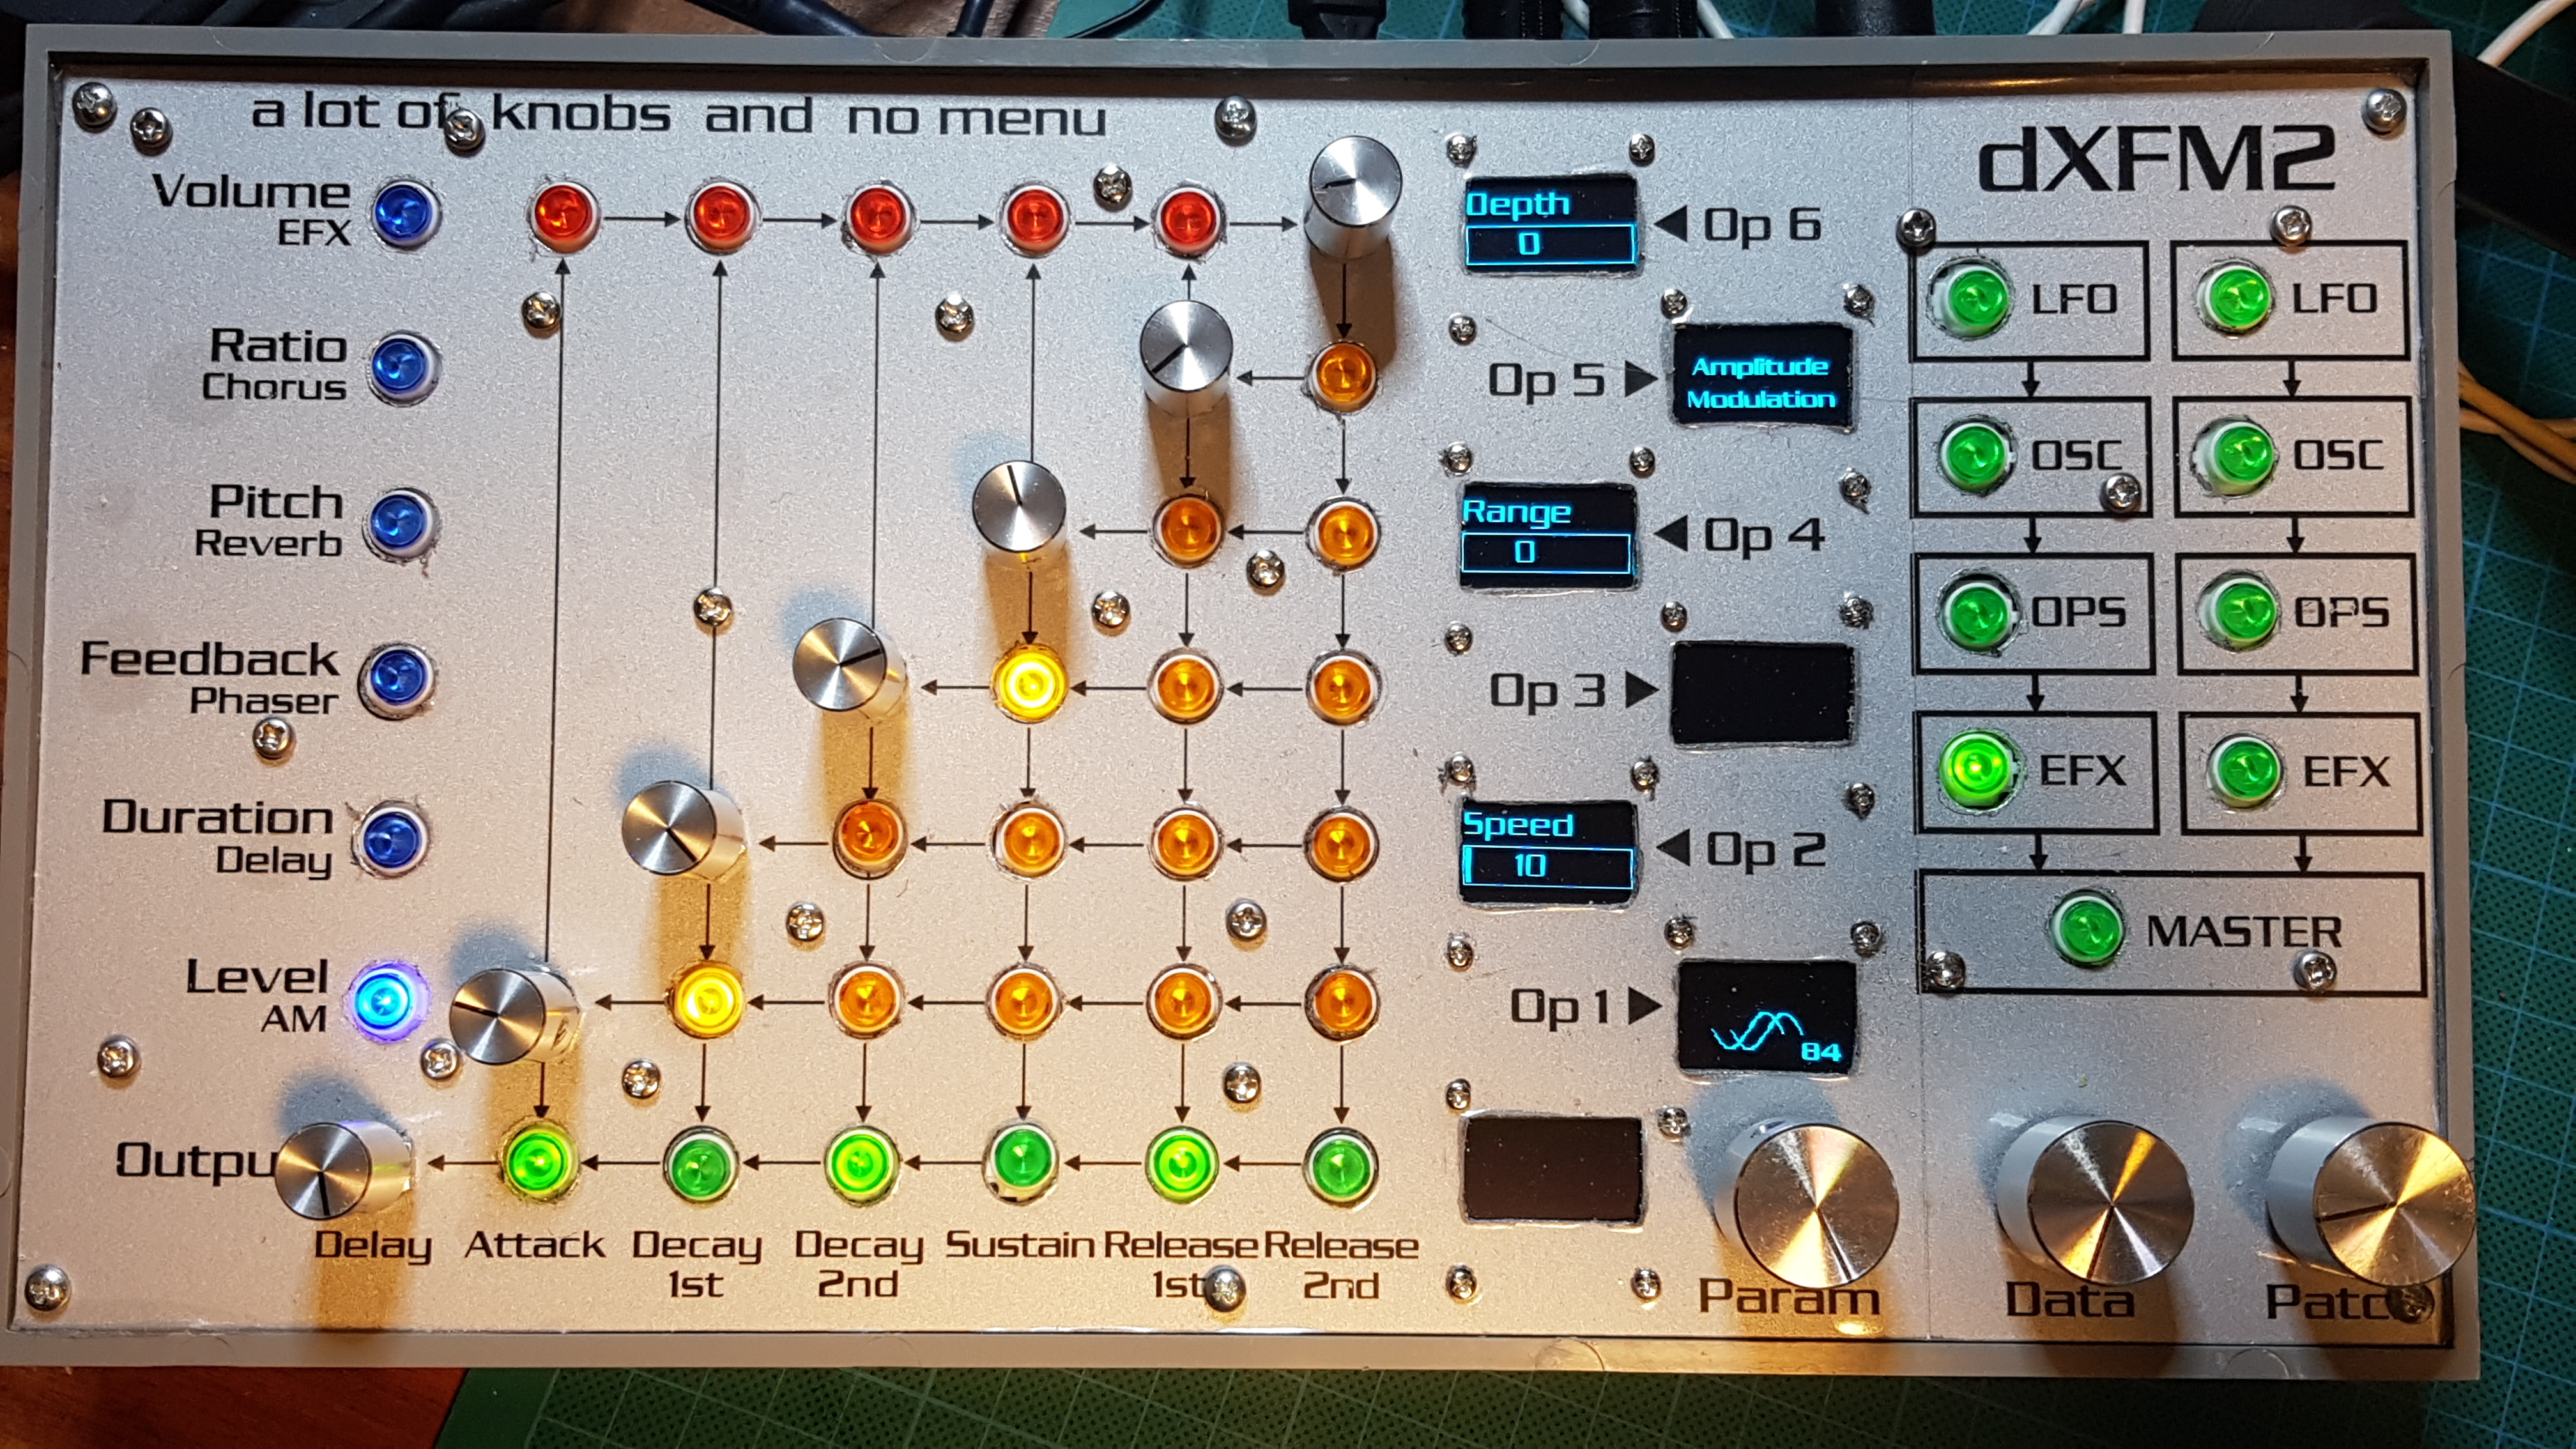 a lot of knobs and no menu
dXFM2
Volume
EFX
Ratio
Chorus
Pitch
Reverb
Feedback
Phaser
Duration
Delay
Level
AM
Output
Delay
Attack
Decay
1st
Decay
2nd
Sustain
Release
1st
Release
2nd
Depth
0
Range
0
Speed
10
Op 6
Op 5
Op 4
Op 3
Op 2
Op 1
Amplitude
Modulation
84
LFO
LFO
OSC
OSC
OPS
OPS
EFX
EFX
MASTER
Param
Data
Patc